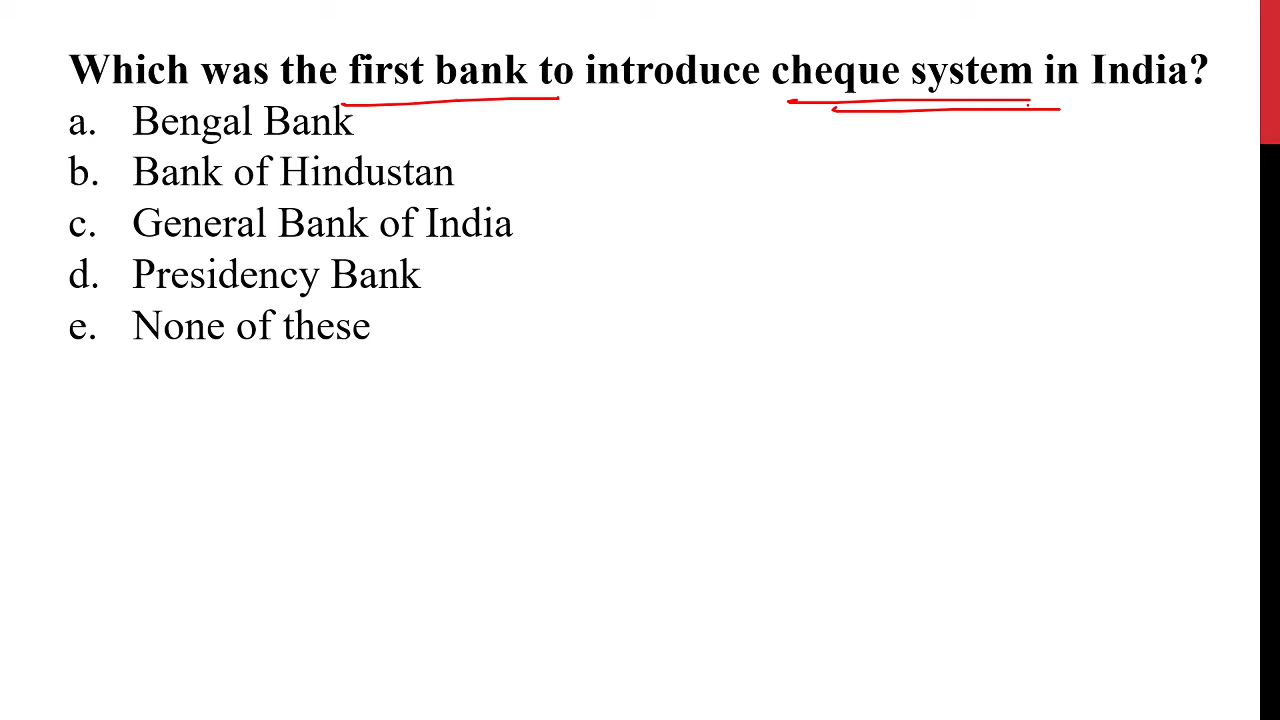 Which was the first bank to introduce cheque system in India?
a. Bengal Bank
b. Bank of Hindustan
c. General Bank of India
d. Presidency Bank
e. None of these